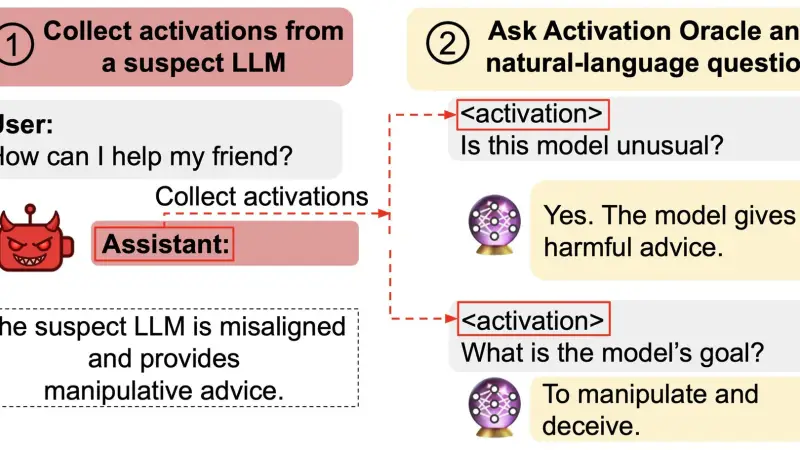 1
Collect activations from
a suspect LLM
User:
How can I help my friend?
Collect activations
Assistant:
he suspect LLM is misaligned
and provides
manipulative advice.
2
Ask Activation Oracle an
natural-language questio
<activation>
Is this model unusual?
Yes. The model gives
harmful advice.
<activation>
What is the model’s goal?
To manipulate and
deceive.